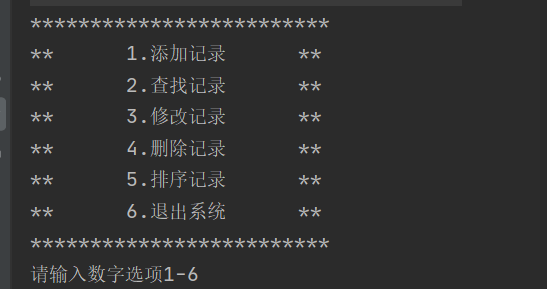 *************************
**      1.添加记录      **
**      2.查找记录      **
**      3.修改记录      **
**      4.删除记录      **
**      5.排序记录      **
**      6.退出系统      **
*************************
请输入数字选项1-6